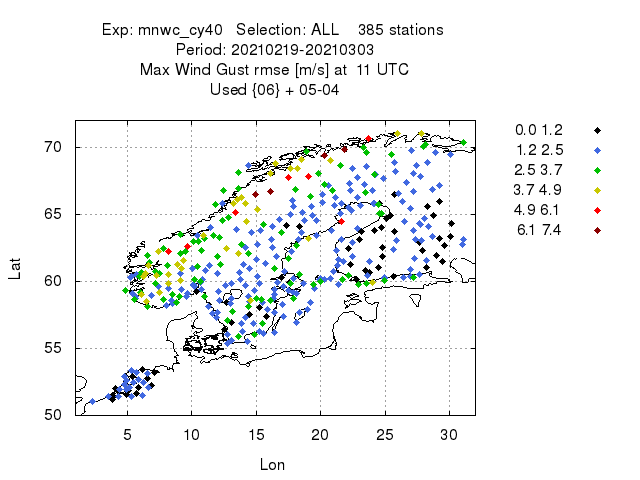 Exp: mnwc_cy40 Selection: ALL 385 stations
Period: 20210219-20210303
Max Wind Gust rmse [m/s] at 11 UTC
Used {06} + 05-04
0.0 1.2
1.2 2.5
2.5 3.7
3.7 4.9
4.9 6.1
6.1 7.4
70
65
60
55
50
Lat
5 10 15 20 25 30
Lon